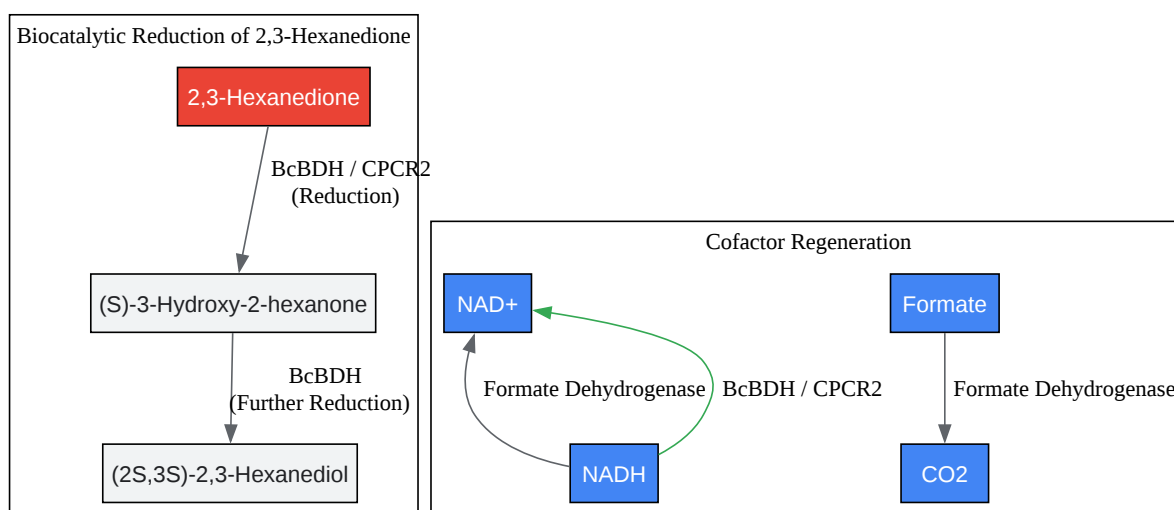 Biocatalytic Reduction of 2,3-Hexanedione
2,3-Hexanedione
BcBDH / CPCR2
(Reduction)
(S)-3-Hydroxy-2-hexanone
BcBDH
(Further Reduction)
(2S,3S)-2,3-Hexanediol
Cofactor Regeneration
NAD+
Formate
Formate Dehydrogenase
BcBDH / CPCR2
Formate Dehydrogenase
NADH
CO2